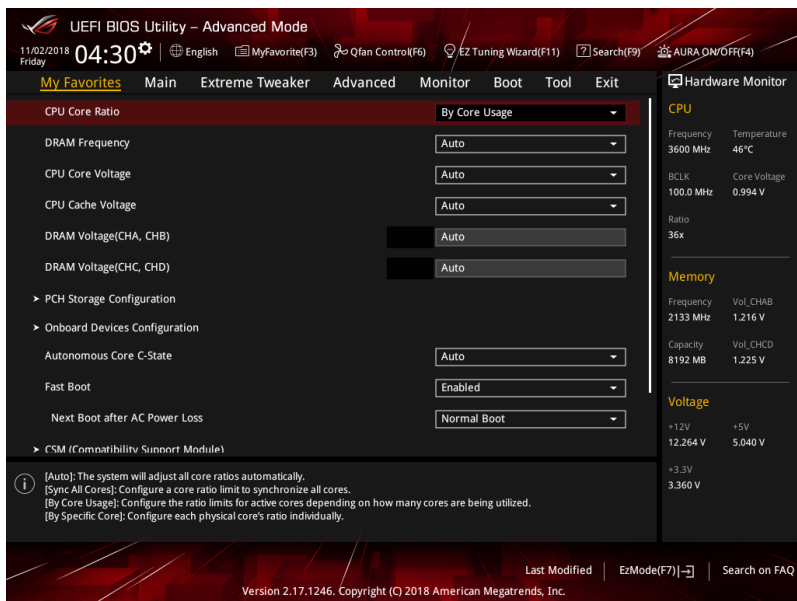 UEFI BIOS Utility – Advanced Mode
11/02/2018 Friday 04:30 English MyFavorite(F3) Qfan Control(F6) EZ Tuning Wizard(F11) ? Search(F9) AURA ON/OFF(F4)
My Favorites Main Extreme Tweaker Advanced Monitor Boot Tool Exit
CPU Core Ratio By Core Usage
DRAM Frequency Auto
CPU Core Voltage Auto
CPU Cache Voltage Auto
DRAM Voltage(CHA, CHB) Auto
DRAM Voltage(CHC, CHD) Auto
PCH Storage Configuration
Onboard Devices Configuration
Autonomous Core C-State Auto
Fast Boot Enabled
Next Boot after AC Power Loss Normal Boot
CSM (Compatibility Support Module)
[Auto]: The system will adjust all core ratios automatically.
[Sync All Cores]: Configure a core ratio limit to synchronize all cores.
[By Core Usage]: Configure the ratio limits for active cores depending on how many cores are being utilized.
[By Specific Core]: Configure each physical core's ratio individually.
Hardware Monitor
CPU
Frequency Temperature
3600 MHz 46°C
BCLK Core Voltage
100.0 MHz 0.994 V
Ratio
36x
Memory
Frequency Vol_CHAB
2133 MHz 1.216 V
Capacity Vol_CHCD
8192 MB 1.225 V
Voltage
+12V +5V
12.264 V 5.040 V
+3.3V
3.360 V
Last Modified EzMode(F7) Search on FAQ
Version 2.17.1246. Copyright (C) 2018 American Megatrends, Inc.